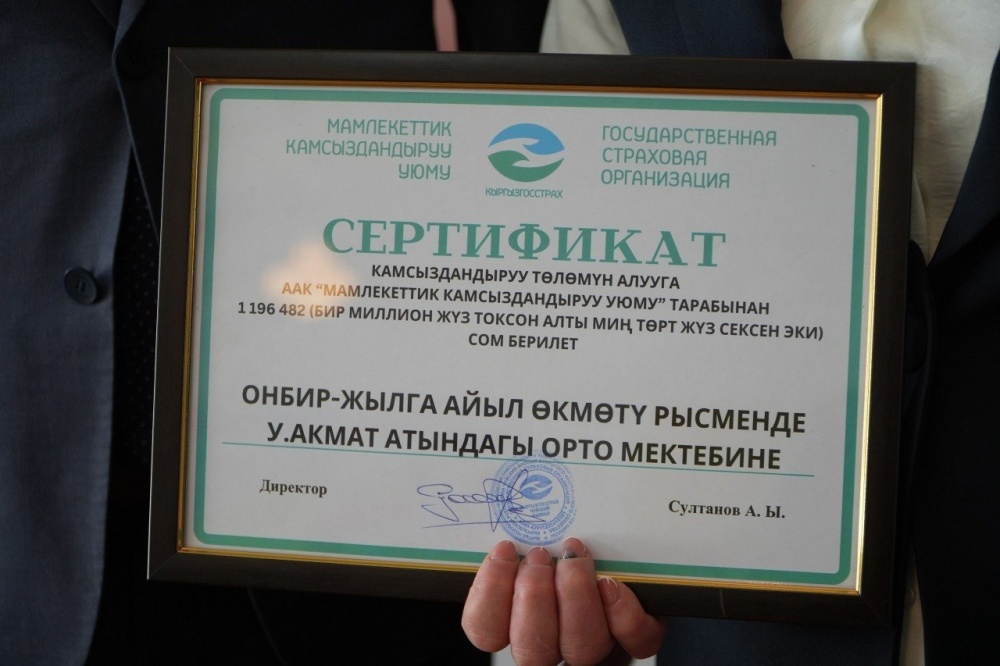 МАМЛЕКЕТТИК
КАМСЫЗДАНДЫРУУ
УЮМУ
КЫРГЫЗГОССТРАХ
ГОСУДАРСТВЕННАЯ
СТРАХОВАЯ
ОРГАНИЗАЦИЯ
СЕРТИФИКАТ
КАМСЫЗДАНДЫРУУ ТӨЛӨМҮН АЛУУГА
ААК “МАМЛЕКЕТТИК КАМСЫЗДАНДЫРУУ УЮМУ” ТАРАБЫНАН
1 196 482 (БИР МИЛЛИОН ЖҮЗ ТОКСОН АЛТЫ МИҢ ТӨРТ ЖҮЗ СЕКСЕН ЭКИ)
СОМ БЕРИЛЕТ
ОНБИР-ЖЫЛГА АЙЫЛ ӨКМӨТҮ РЫСМЕНДЕ
У.АКМАТ АТЫНДАГЫ ОРТО МЕКТЕБИНЕ
Директор
Султанов А. Ы.